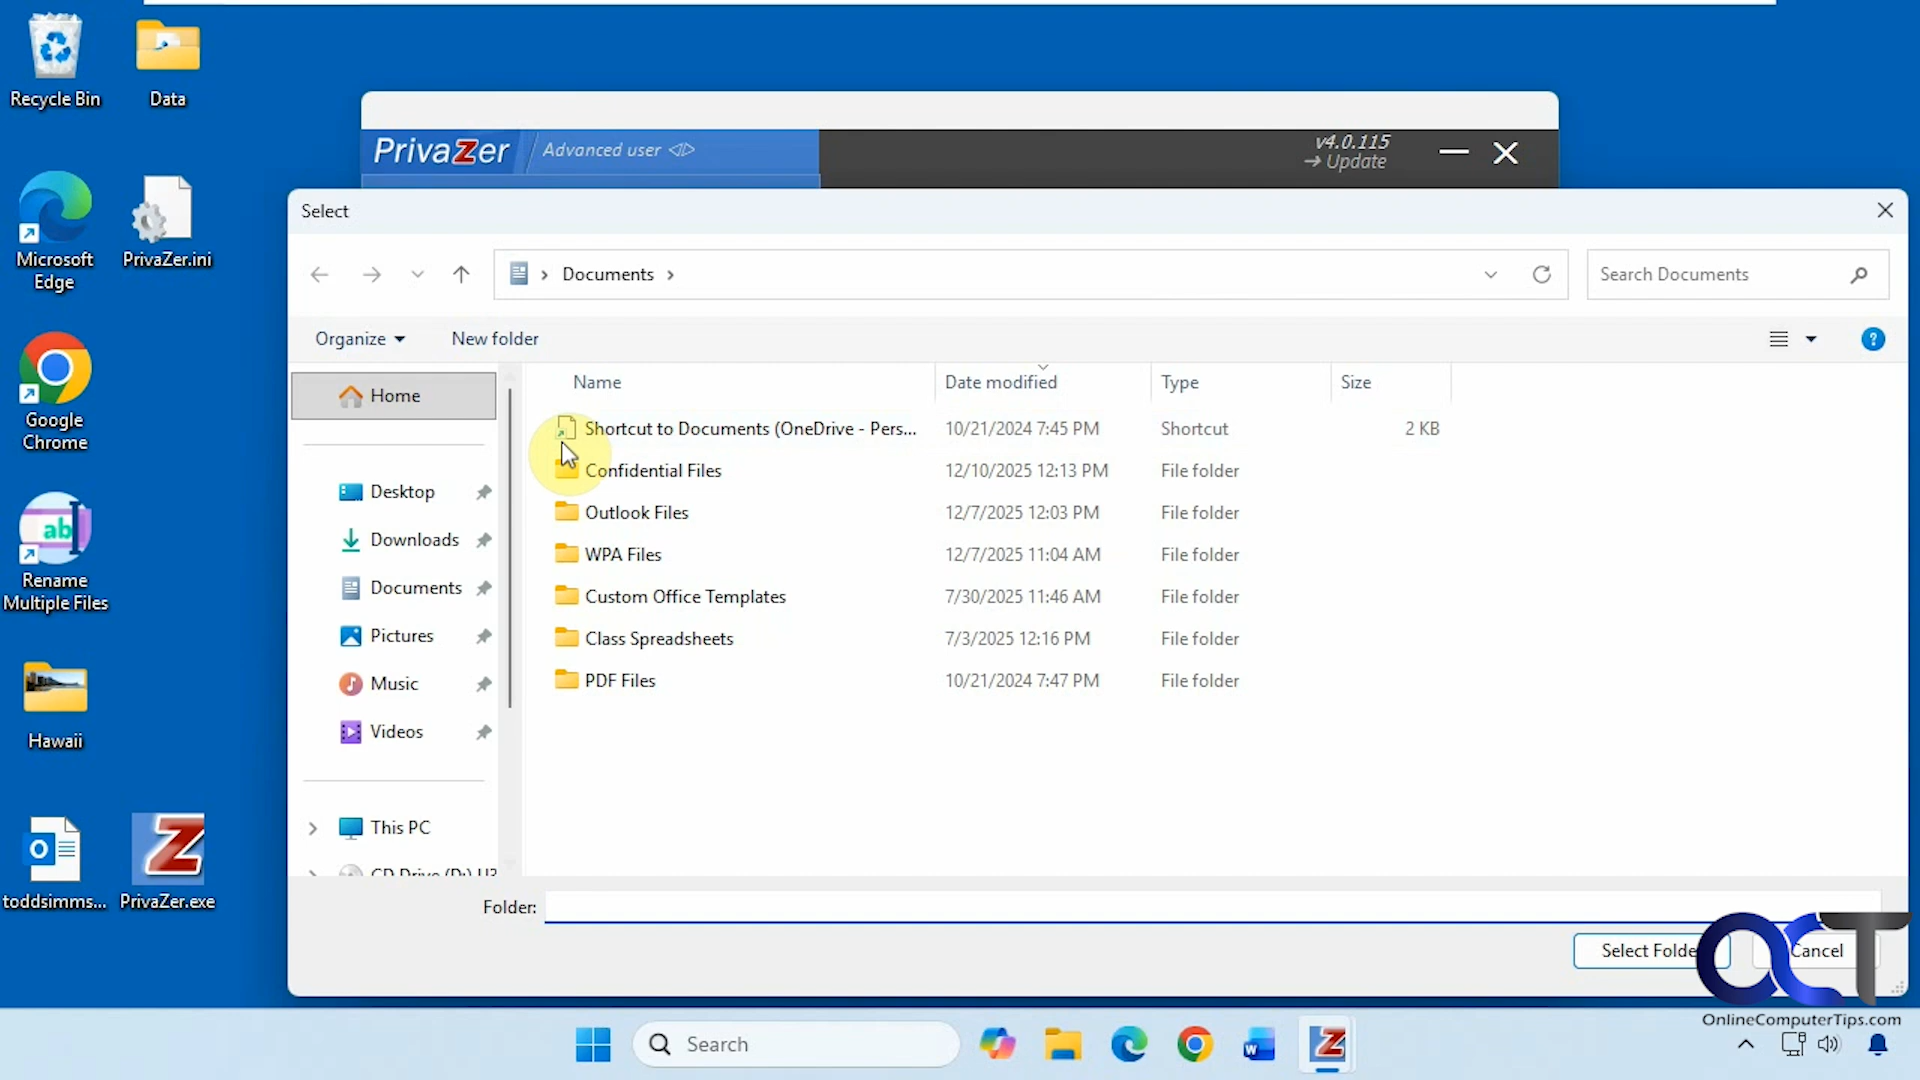 Recycle Bin
Data
Microsoft
Edge
PrivaZer.ini
Google
Chrome
Rename
Multiple Files
Hawaii
toddsimms...
PrivaZer.exe
PrivaZer
Advanced user
v4.0.115
→ Update
Select
Documents
Search Documents
Organize
New folder
?
Home
Desktop
Downloads
Documents
Pictures
Music
Videos
This PC
CD Drive (D:) U3
Name Date modified Type Size
Shortcut to Documents (OneDrive - Pers... 10/21/2024 7:45 PM Shortcut 2 KB
Confidential Files 12/10/2025 12:13 PM File folder
Outlook Files 12/7/2025 12:03 PM File folder
WPA Files 12/7/2025 11:04 AM File folder
Custom Office Templates 7/30/2025 11:46 AM File folder
Class Spreadsheets 7/3/2025 12:16 PM File folder
PDF Files 10/21/2024 7:47 PM File folder
Folder:
Select Folde
Cancel
OCT
OnlineComputerTips.com
Search